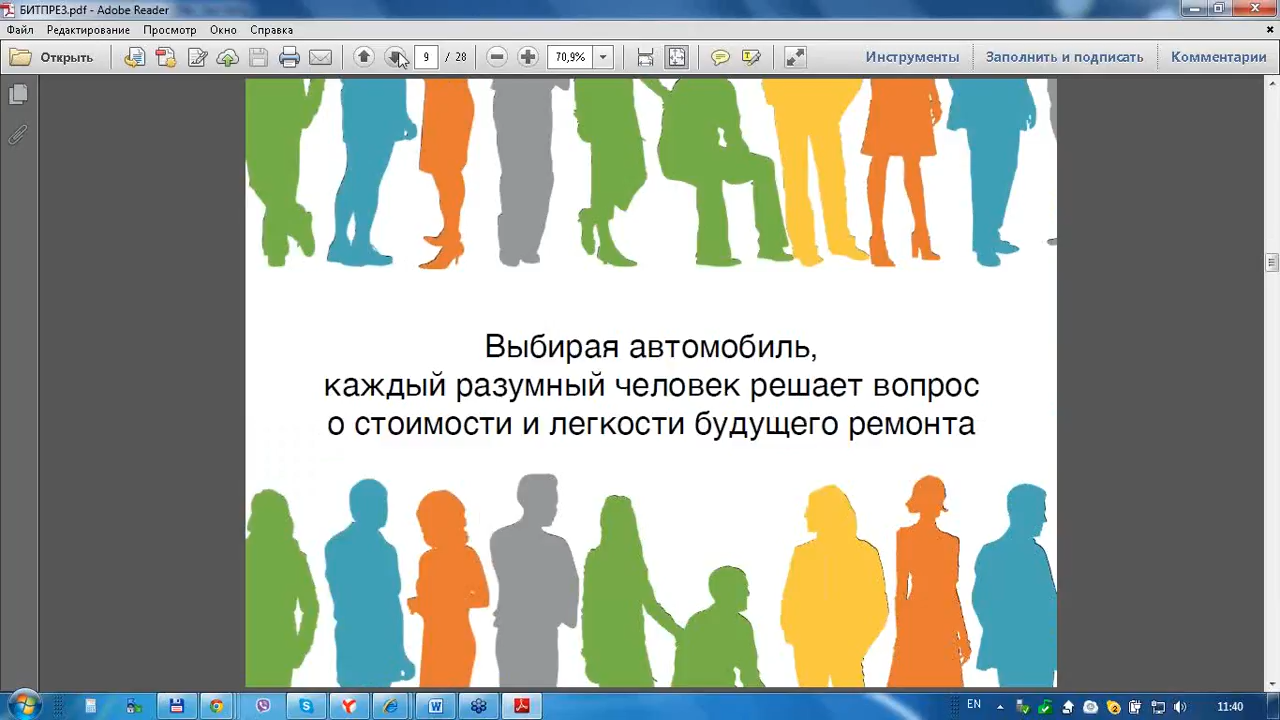 БИТПРЕЗ.pdf - Adobe Reader
Файл Редактирование Просмотр Окно Справка
Открыть 9 / 28 70,9% Инструменты Заполнить и подписать Комментарии
Выбирая автомобиль,
каждый разумный человек решает вопрос
о стоимости и легкости будущего ремонта
EN 11:40